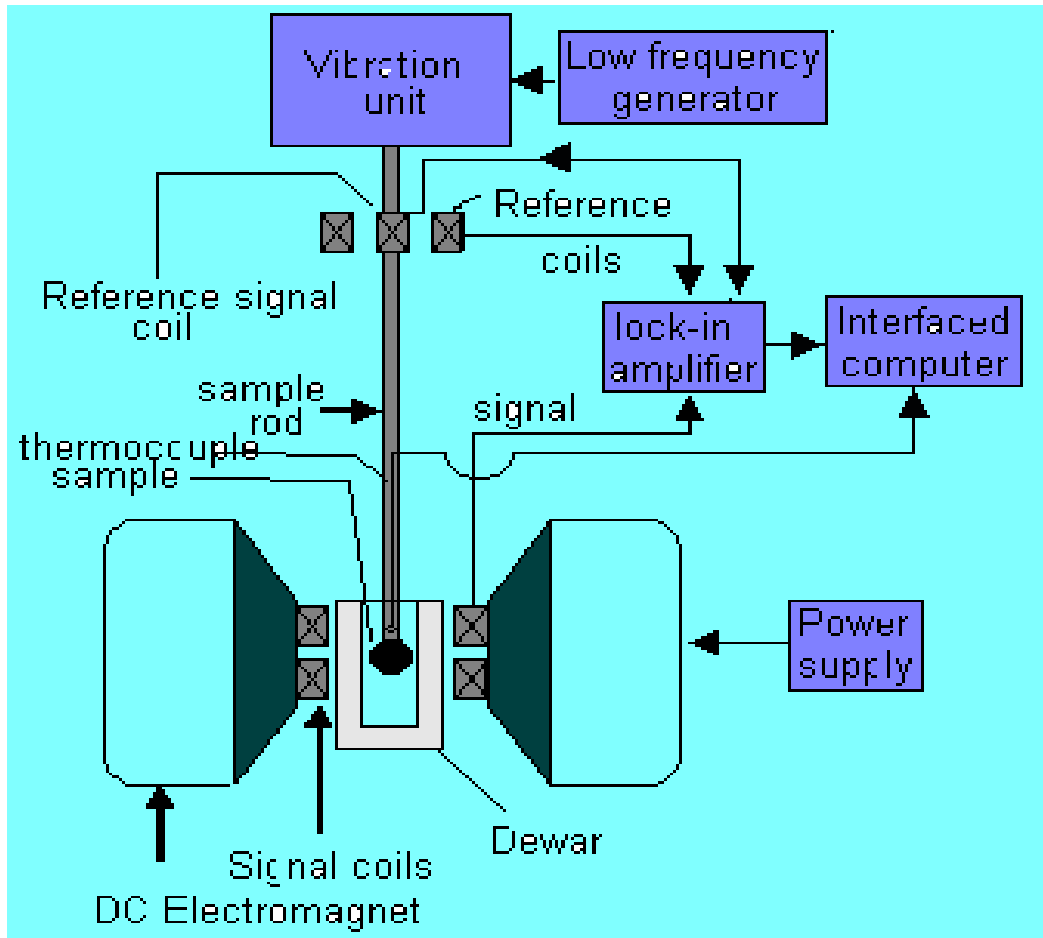 Vibration
unit
Low frequency
generator
Reference
coils
Reference signal
coil
lock-in
amplifier
Interfaced
computer
sample
rod
signal
thermocouple
sample
Power
supply
Dewar
Signal coils
DC Electromagnet